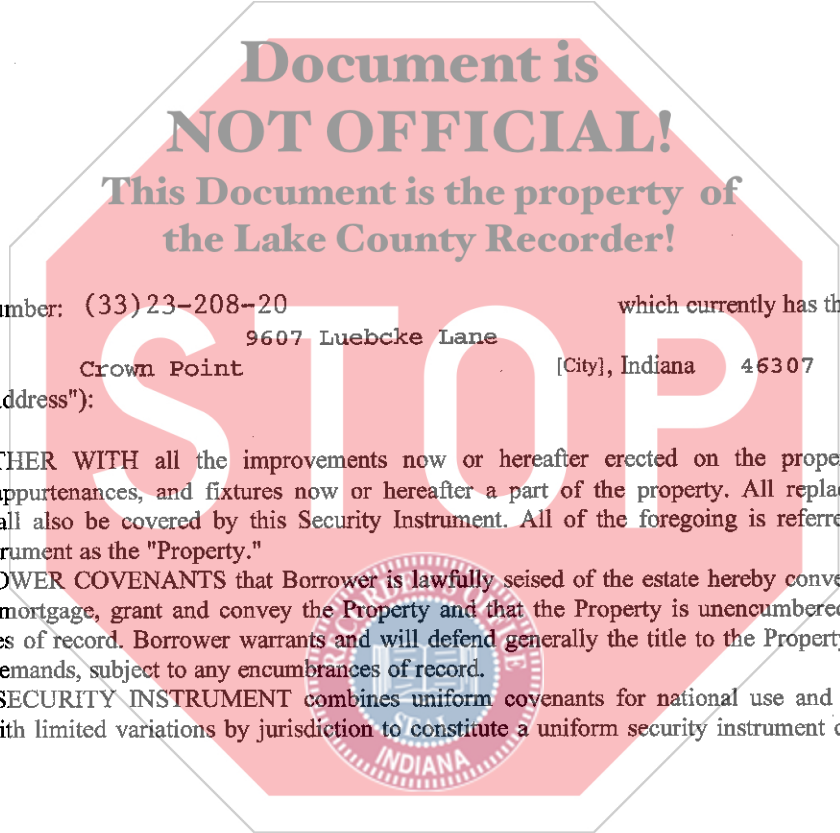 Document is
NOT OFFICIAL!
This Document is the property of
the Lake County Recorder!
umber: (33)23-208-20 which currently has th
9607 Luebcke Lane
Crown Point [City], Indiana 46307
ddress"):
STOP
THER WITH all the improvements now or hereafter erected on the prope
appurtenances, and fixtures now or hereafter a part of the property. All repla
all also be covered by this Security Instrument. All of the foregoing is referre
rument as the "Property."
OWER COVENANTS that Borrower is lawfully seised of the estate hereby conve
mortgage, grant and convey the Property and that the Property is unencumbered
es of record. Borrower warrants and will defend generally the title to the Property
emands, subject to any encumbrances of record.
SECURITY INSTRUMENT combines uniform covenants for national use and
ith limited variations by jurisdiction to constitute a uniform security instrument c
RECORDER'S OFFICE
SEAL
INDIANA